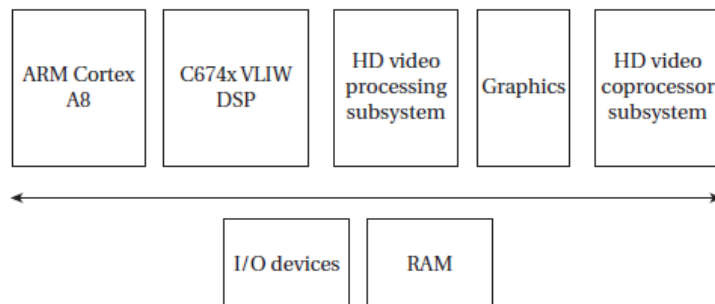 ARM Cortex
A8
C674x VLIW
DSP
HD video
processing
subsystem
Graphics
HD video
coprocessor
subsystem
I/O devices
RAM